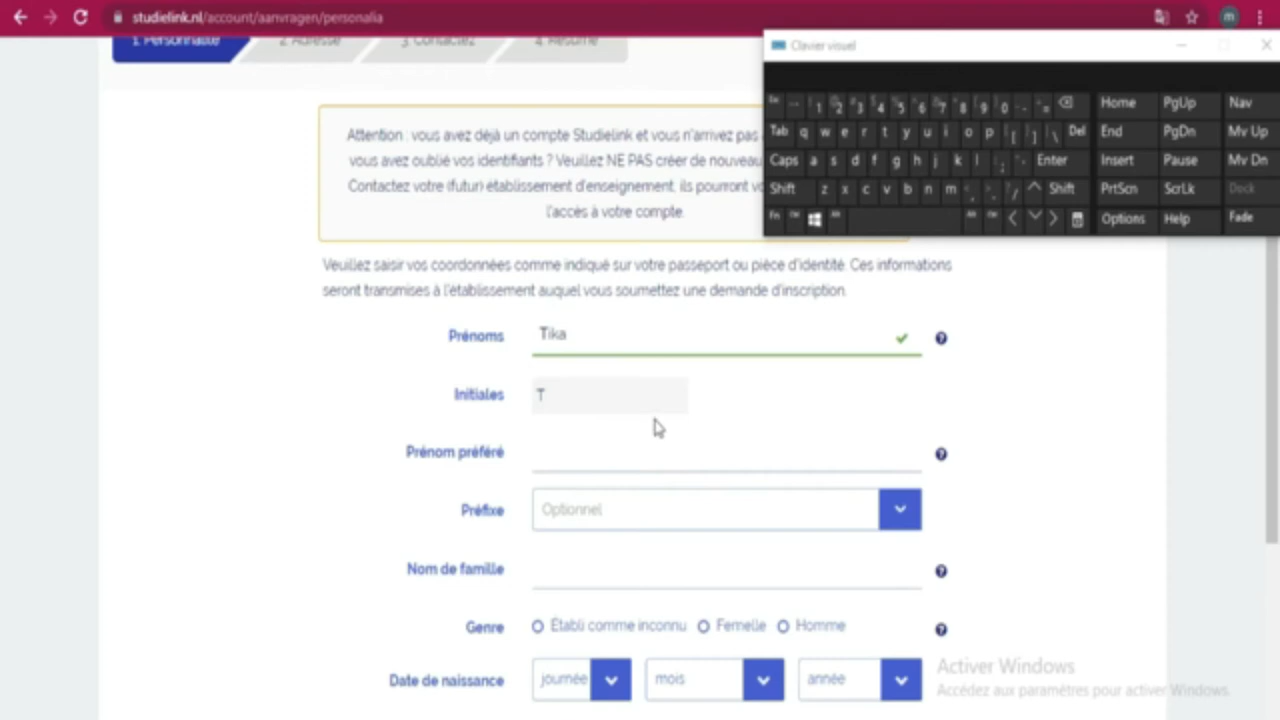 studielink.nl/account/aanvragen/personalia
1. Personnalité
2. Adresse
3. Contactez
4. Résumé
Clavier visuel
Home PgUp Nav
Tab q w e r t y u i o p [ ] \ Del End PgDn Mv Up
Caps a s d f g h j k l ; ' Enter Insert Pause Mv Dn
Shift z x c v b n m , . / Shift PrtScn ScrLk Dock
Fn Options Help Fade
Attention : vous avez déjà un compte Studielink et vous n'arrivez pas
vous avez oublié vos identifiants ? Veuillez NE PAS créer de nouveau
Contactez votre (futur) établissement d'enseignement, ils pourront
l'accès à votre compte.
Veuillez saisir vos coordonnées comme indiqué sur votre passeport ou pièce d'identité. Ces informations
seront transmises à l'établissement auquel vous soumettez une demande d'inscription.
Prénoms Tika
Initiales T
Prénom préféré
Préfixe Optionnel
Nom de famille
Genre Établi comme inconnu Femelle Homme
Date de naissance journée mois année
Activer Windows
Accédez aux paramètres pour activer Windows.